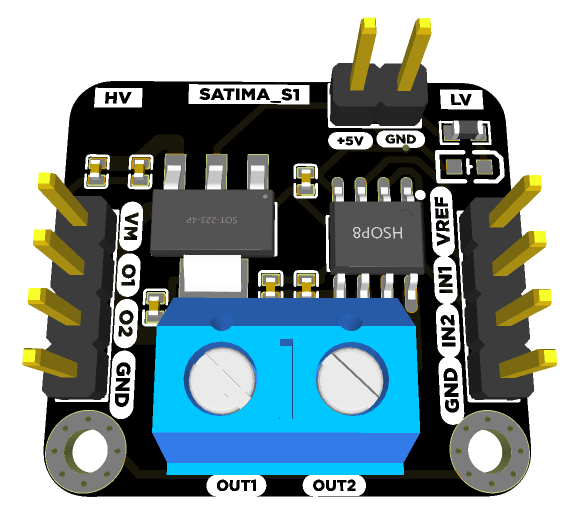 HV
SATIMA_S1
LV
+5V
GND
SOT-223-4P
HSOP8
VM
O1
O2
GND
VREF
IN1
IN2
GND
OUT1
OUT2